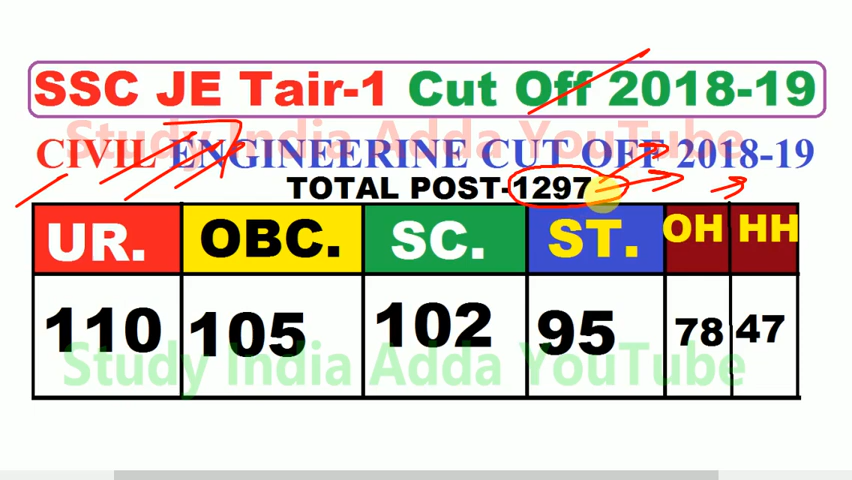 SSC JE Tair-1 Cut Off 2018-19
Study India Adda YouTube
CIVIL ENGINEERINE CUT OFF 2018-19
TOTAL POST-1297
UR. OBC. SC. ST. OH HH
110 105 102 95 78 47
Study India Adda YouTube